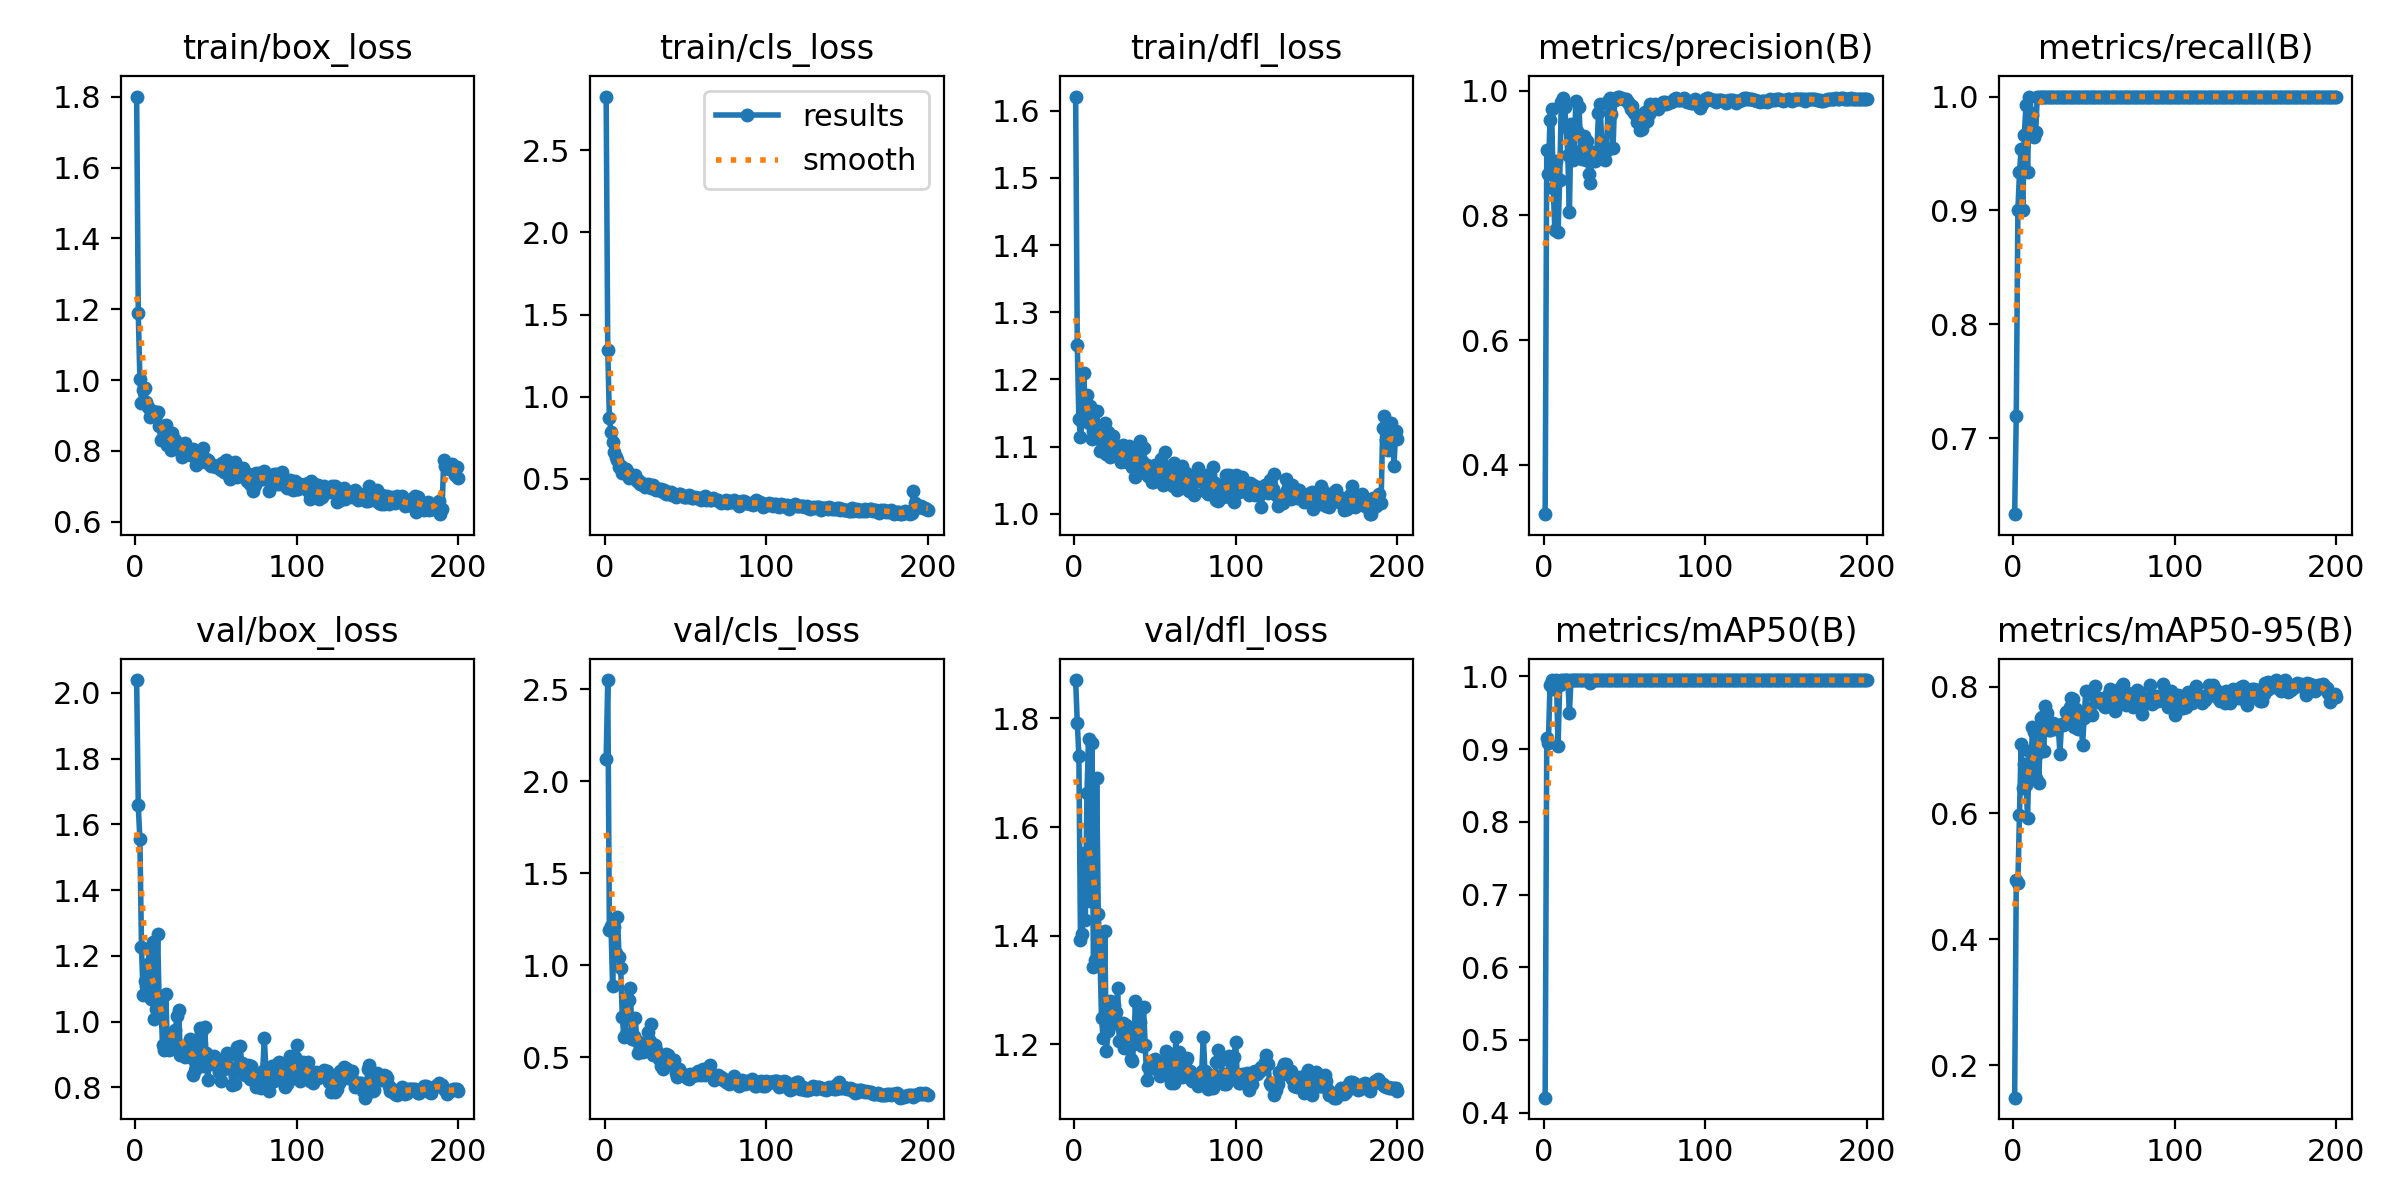 train/box_loss
1.8
1.6
1.4
1.2
1.0
0.8
0.6
0 100 200
train/cls_loss
results
smooth
2.5
2.0
1.5
1.0
0.5
0 100 200
train/dfl_loss
1.6
1.5
1.4
1.3
1.2
1.1
1.0
0 100 200
metrics/precision(B)
1.0
0.8
0.6
0.4
0 100 200
metrics/recall(B)
1.0
0.9
0.8
0.7
0 100 200
val/box_loss
2.0
1.8
1.6
1.4
1.2
1.0
0.8
0 100 200
val/cls_loss
2.5
2.0
1.5
1.0
0.5
0 100 200
val/dfl_loss
1.8
1.6
1.4
1.2
0 100 200
metrics/mAP50(B)
1.0
0.9
0.8
0.7
0.6
0.5
0.4
0 100 200
metrics/mAP50-95(B)
0.8
0.6
0.4
0.2
0 100 200